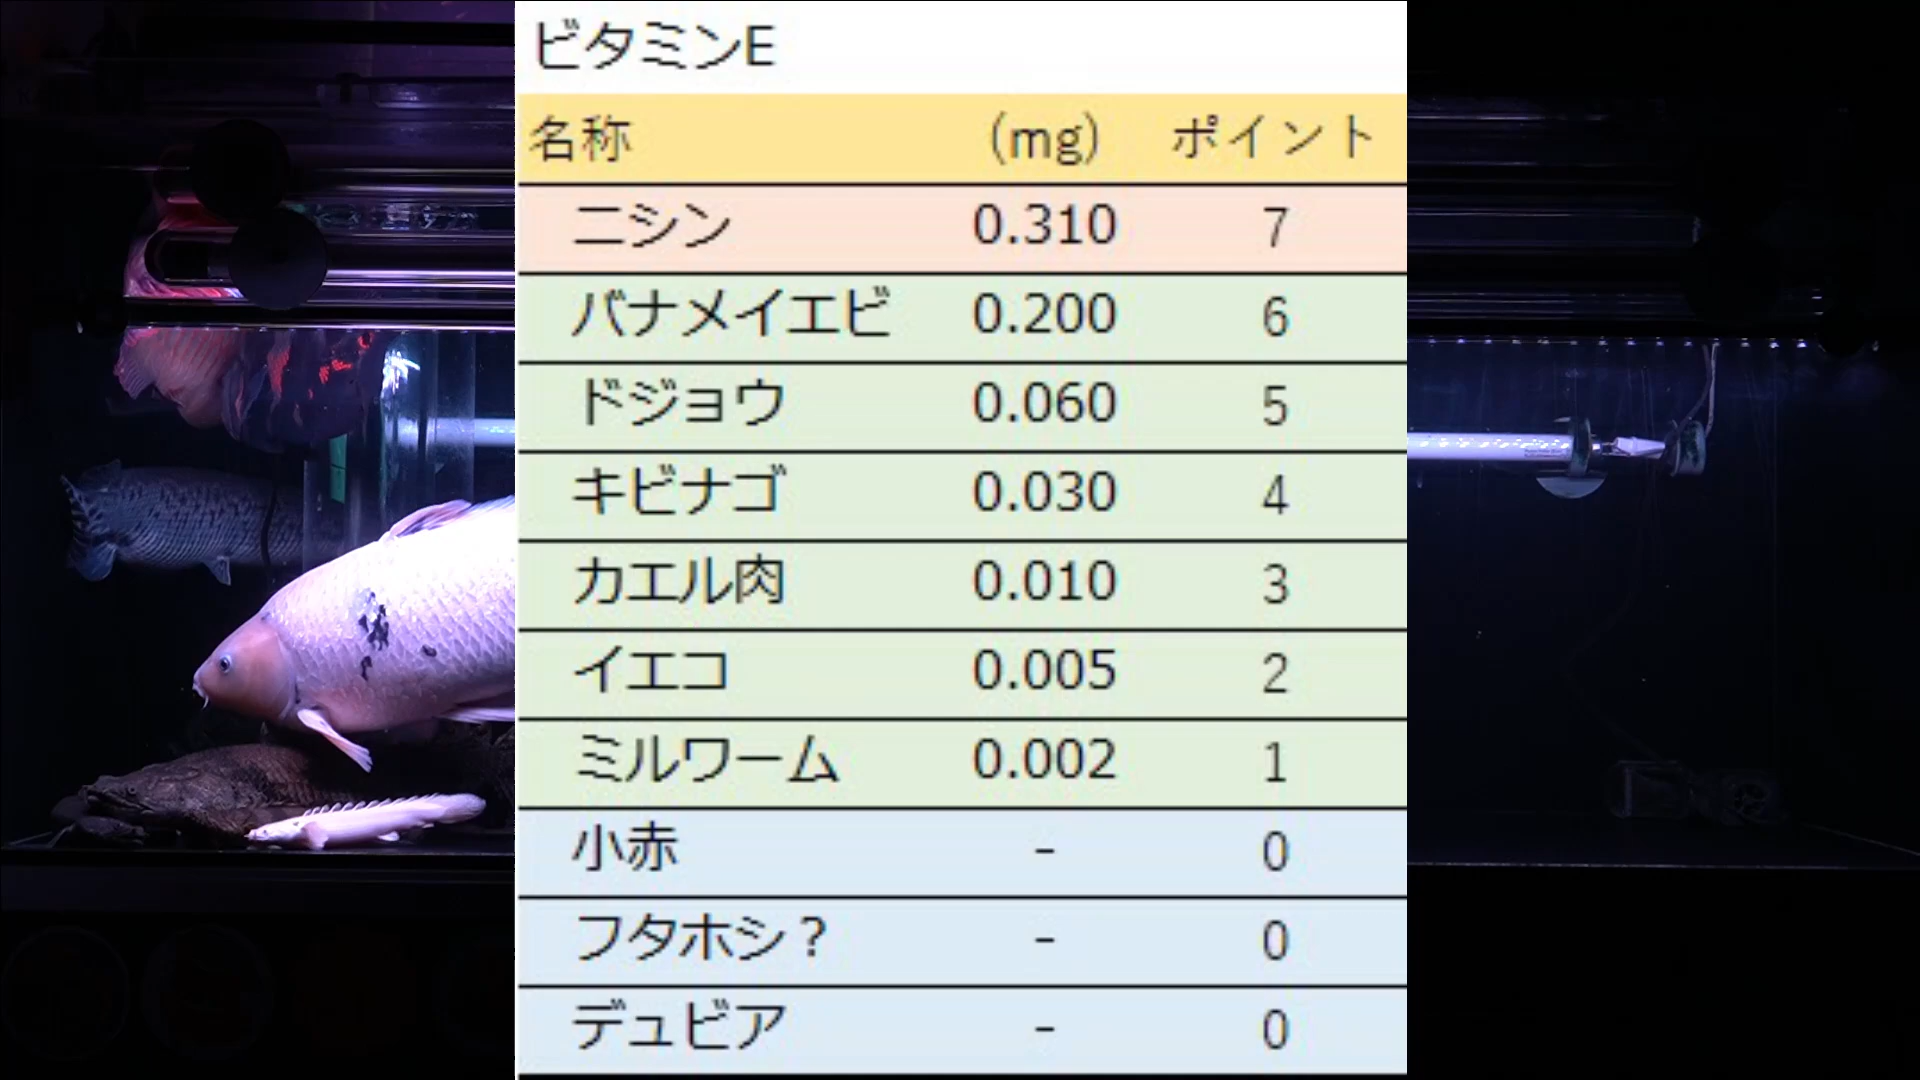 ビタミンE
名称 (mg) ポイント
ニシン 0.310 7
バナメイエビ 0.200 6
ドジョウ 0.060 5
キビナゴ 0.030 4
カエル肉 0.010 3
イエコ 0.005 2
ミルワーム 0.002 1
小赤 - 0
フタホシ？ - 0
デュビア - 0